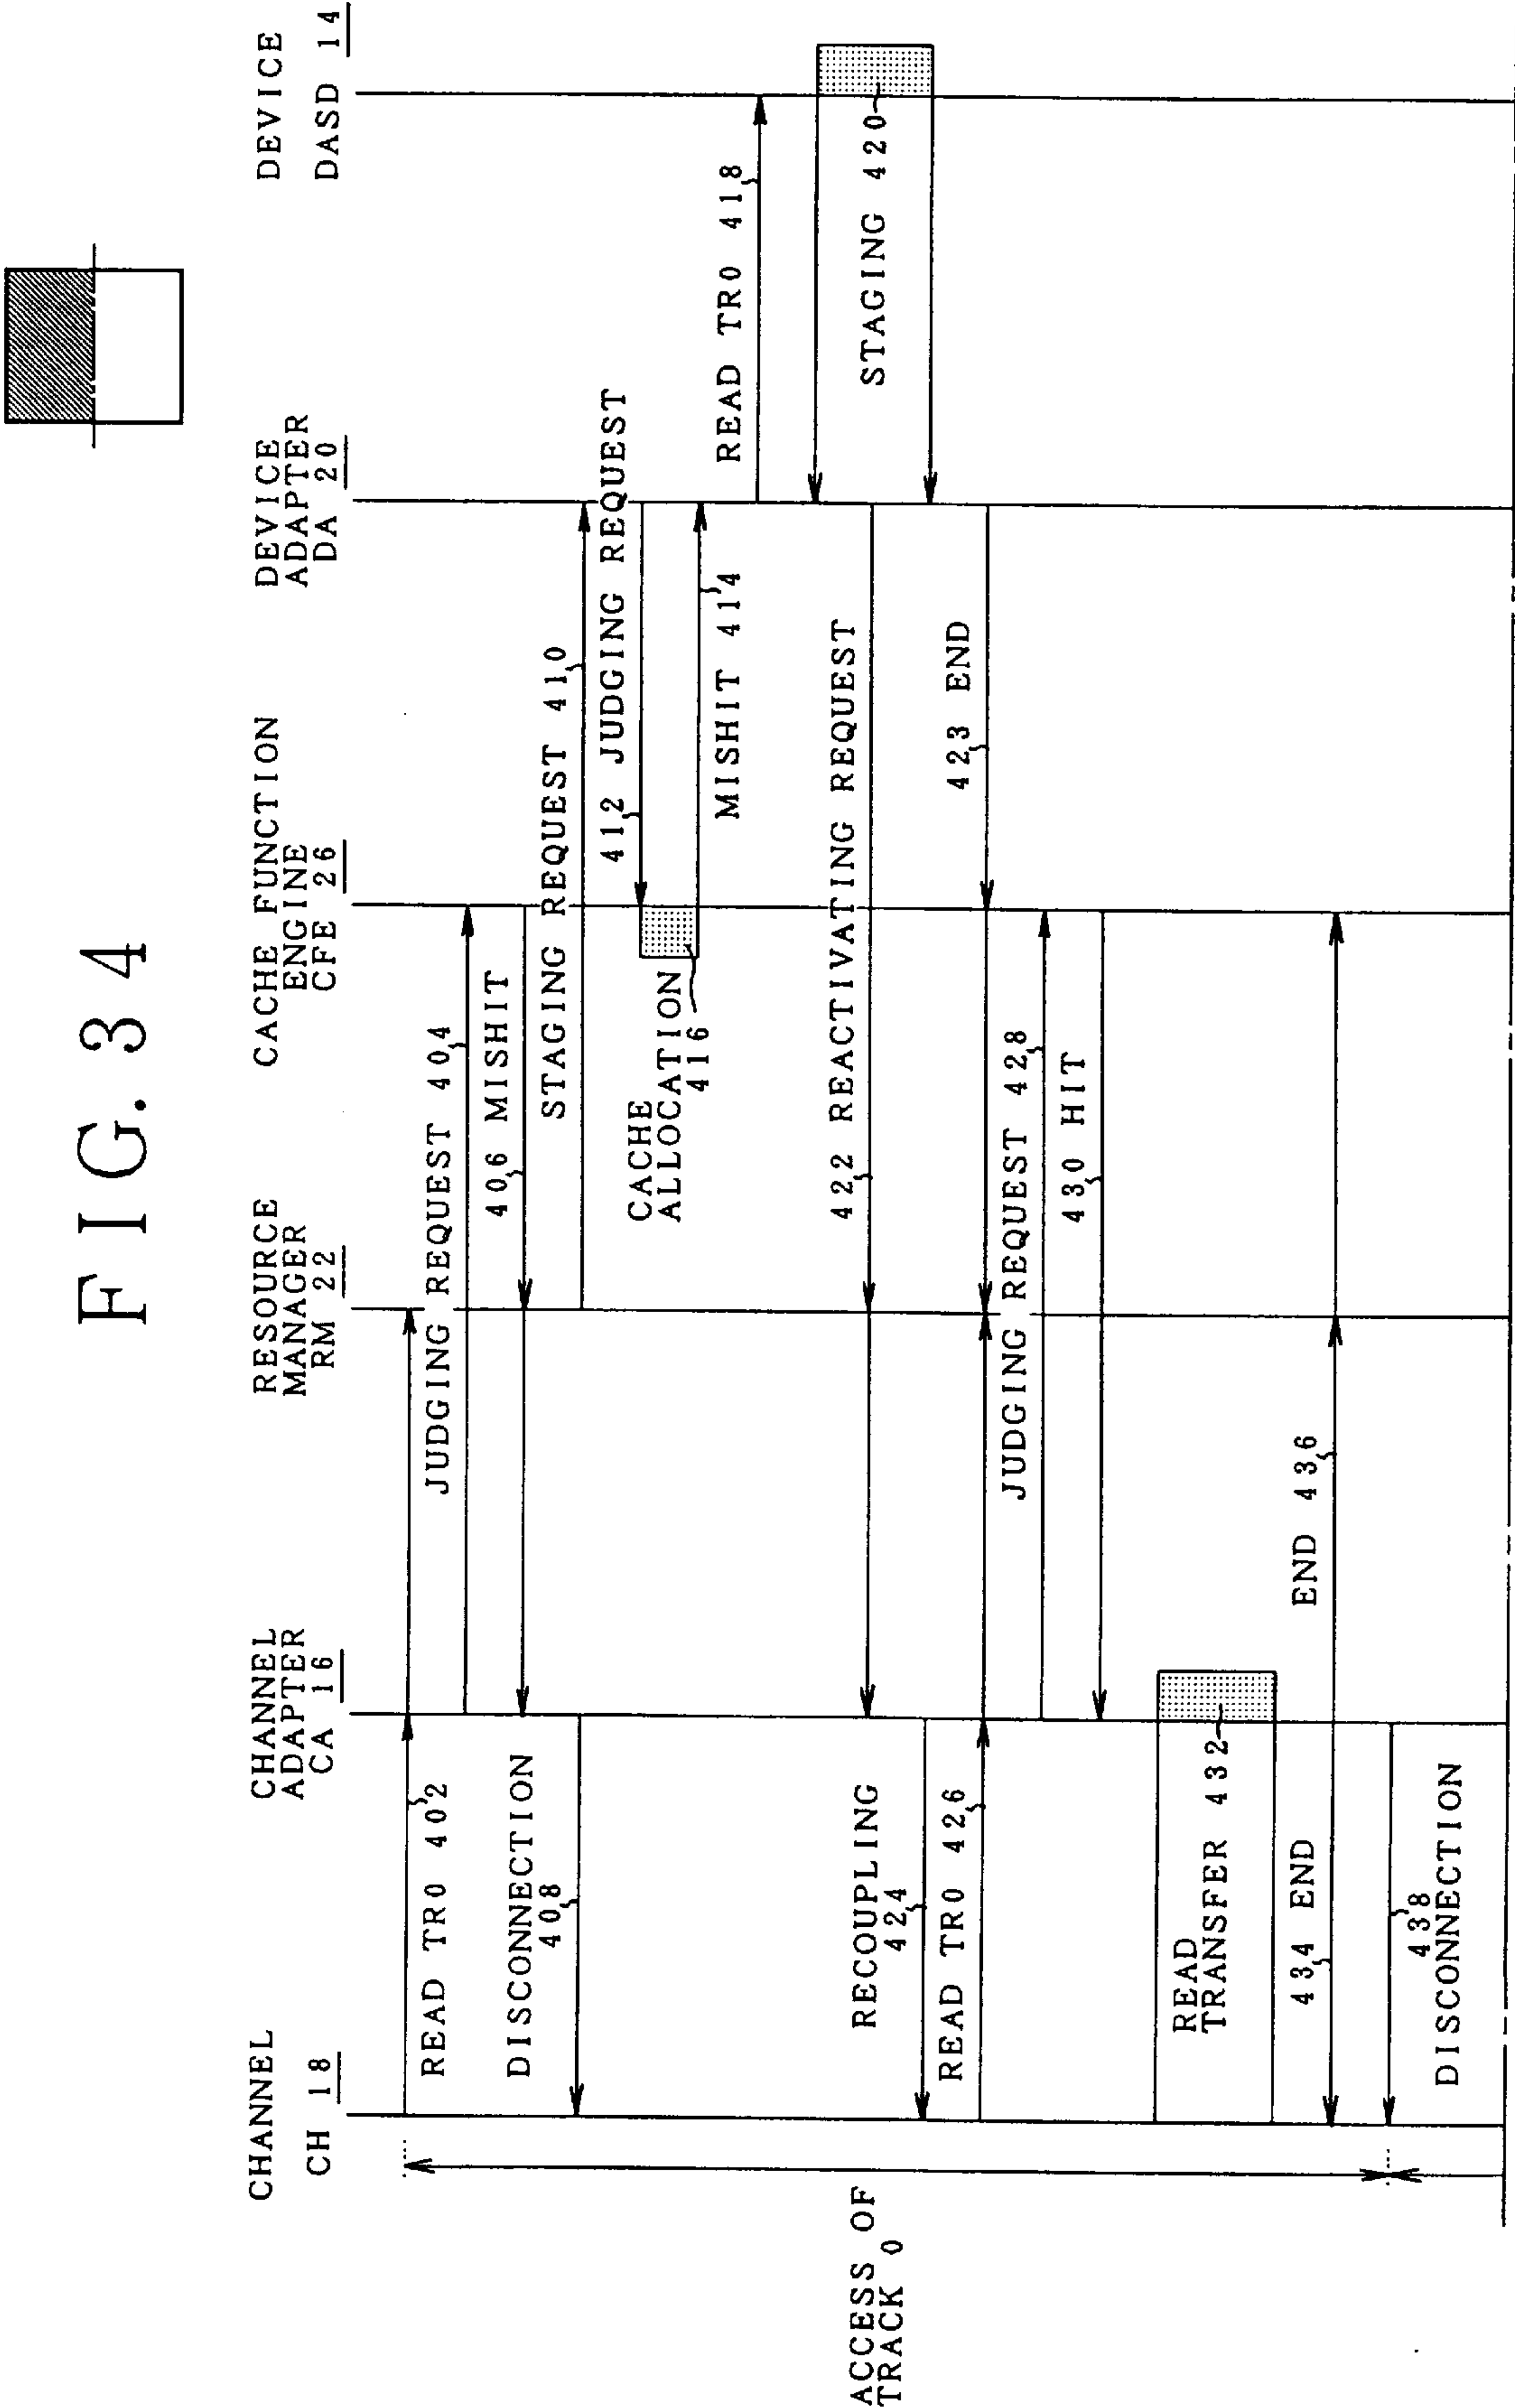 FIG. 34
CHANNEL
CH 18
CHANNEL
ADAPTER
CA 16
RESOURCE
MANAGER
RM 22
CACHE FUNCTION
ENGINE
CFE 26
DEVICE
ADAPTER
DA 20
DEVICE
DASD 14
READ TR0 402
JUDGING REQUEST 404
406 MISHIT
DISCONNECTION
408
STAGING REQUEST 410
412 JUDGING REQUEST
CACHE
ALLOCATION
416
MISHIT 414
READ TR0 418
STAGING 420
422 REACTIVATING REQUEST
RECOUPLING
424
423 END
READ TR0 426
JUDGING REQUEST 428
430 HIT
READ
TRANSFER 432
434 END
END 436
438
DISCONNECTION
ACCESS OF
TRACK 0